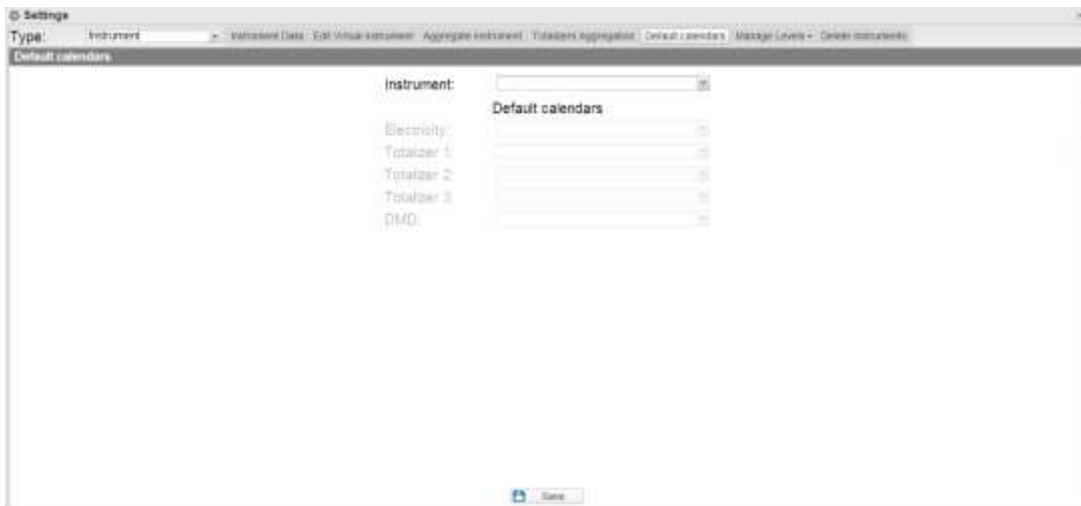 Settings
Type: Instrument Instrument Data Edit Virtual Instrument Aggregate Instrument Totalizers Aggregation Default calendars Manage Levels Delete Instruments
Default calendars
Instrument:
Default calendars
Electricity:
Totalizer 1:
Totalizer 2:
Totalizer 3:
DMD:
Save